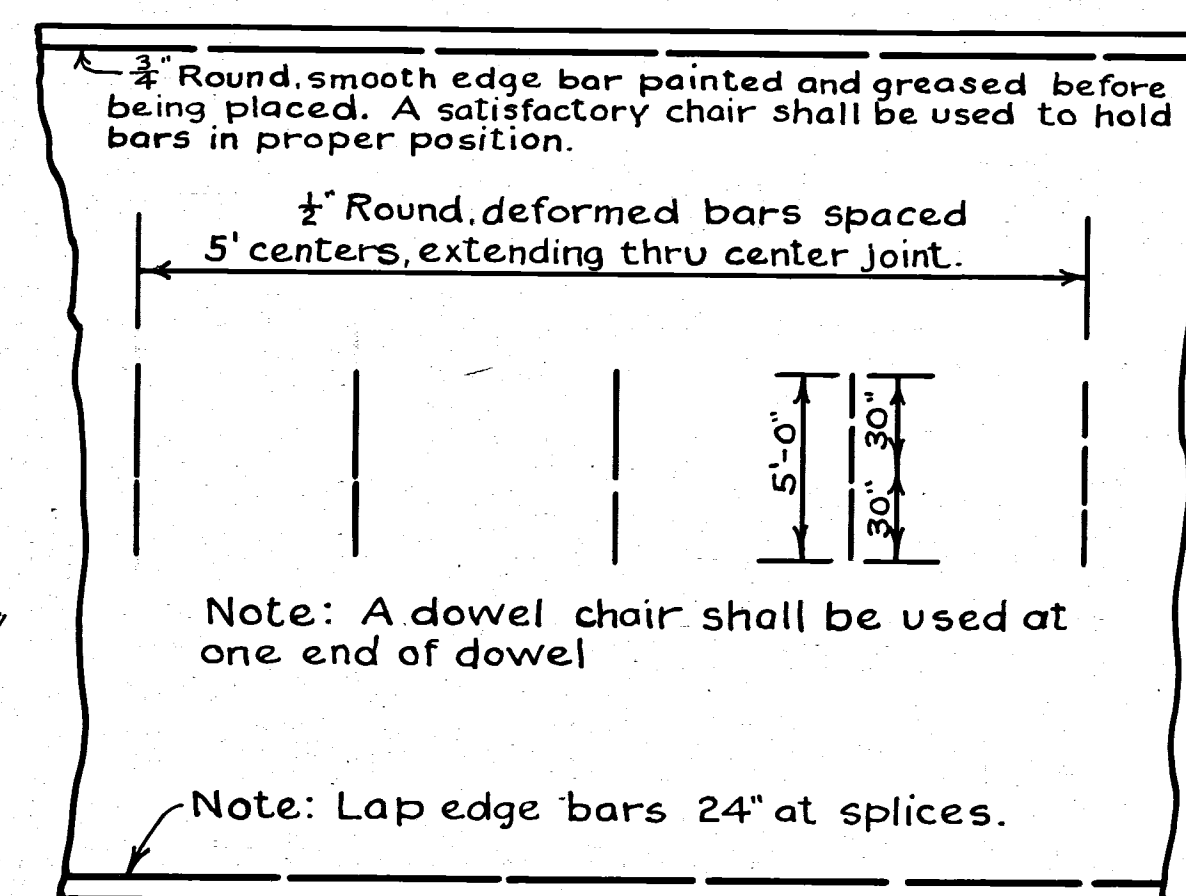 3/4" Round, smooth edge bar painted and greased before
being placed. A satisfactory chair shall be used to hold
bars in proper position.
1/2" Round, deformed bars spaced
5' centers, extending thru center joint.
5'-0"
30"
30"
Note: A dowel chair shall be used at
one end of dowel
Note: Lap edge bars 24" at splices.